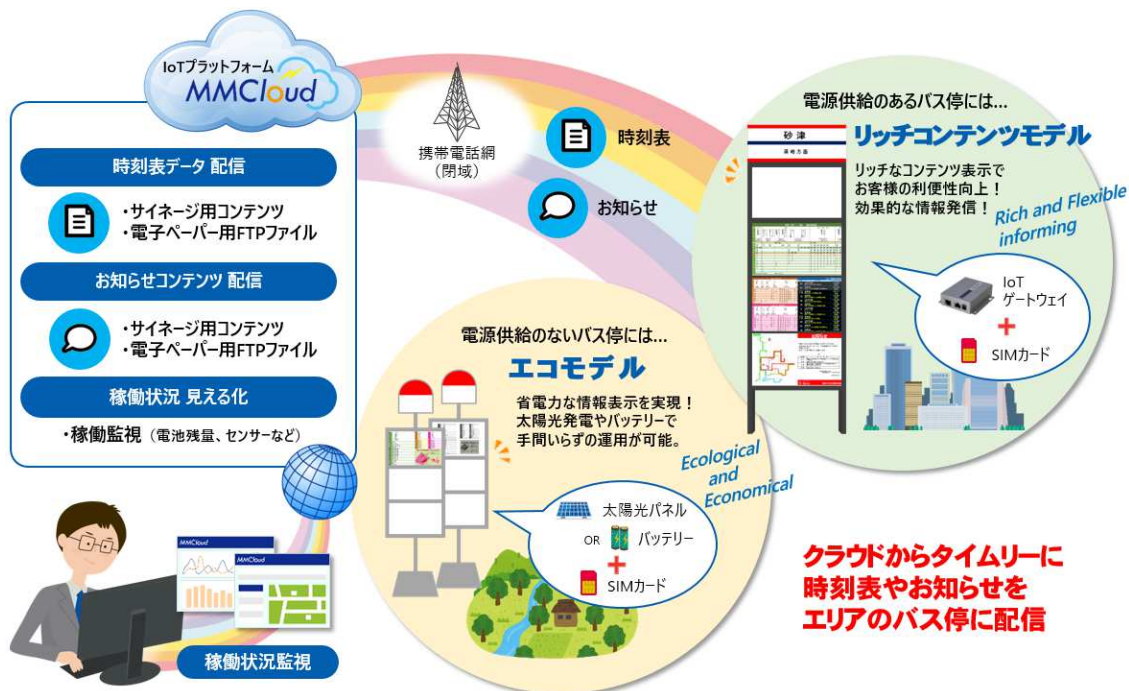 IoTプラットフォーム
MMCloud
時刻表データ 配信
・サイネージ用コンテンツ
・電子ペーパー用FTPファイル
お知らせコンテンツ 配信
・サイネージ用コンテンツ
・電子ペーパー用FTPファイル
稼働状況 見える化
・稼働監視（電池残量、センサーなど）
MMCloud
MMCloud
稼働状況監視
携帯電話網
（閉域）
時刻表
お知らせ
電源供給のあるバス停には...
リッチコンテンツモデル
砂津
リッチなコンテンツ表示で
お客様の利便性向上！
効果的な情報発信！
Rich and Flexible
informing
IoT
ゲートウェイ
+
SIMカード
電源供給のないバス停には...
エコモデル
省電力な情報表示を実現！
太陽光発電やバッテリーで
手間いらずの運用が可能。
Ecological
and
Economical
太陽光パネル
OR バッテリー
+
SIMカード
クラウドからタイムリーに
時刻表やお知らせを
エリアのバス停に配信